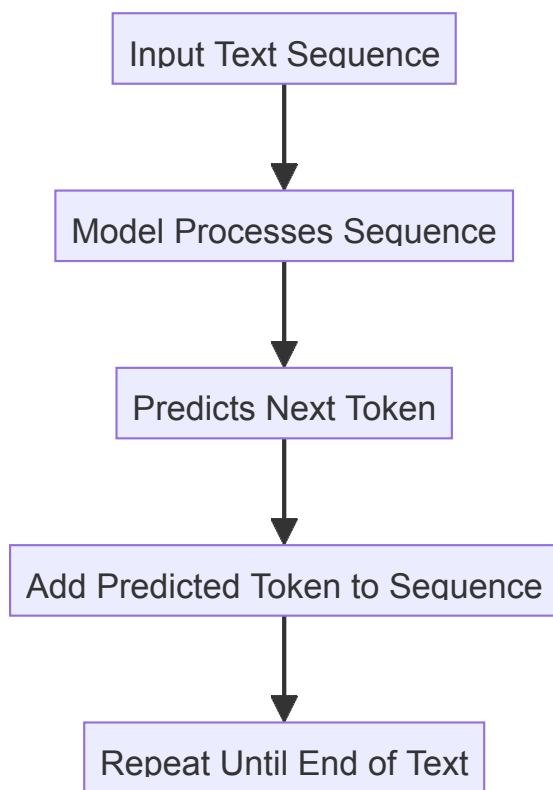 Input Text Sequence
Model Processes Sequence
Predicts Next Token
Add Predicted Token to Sequence
Repeat Until End of Text